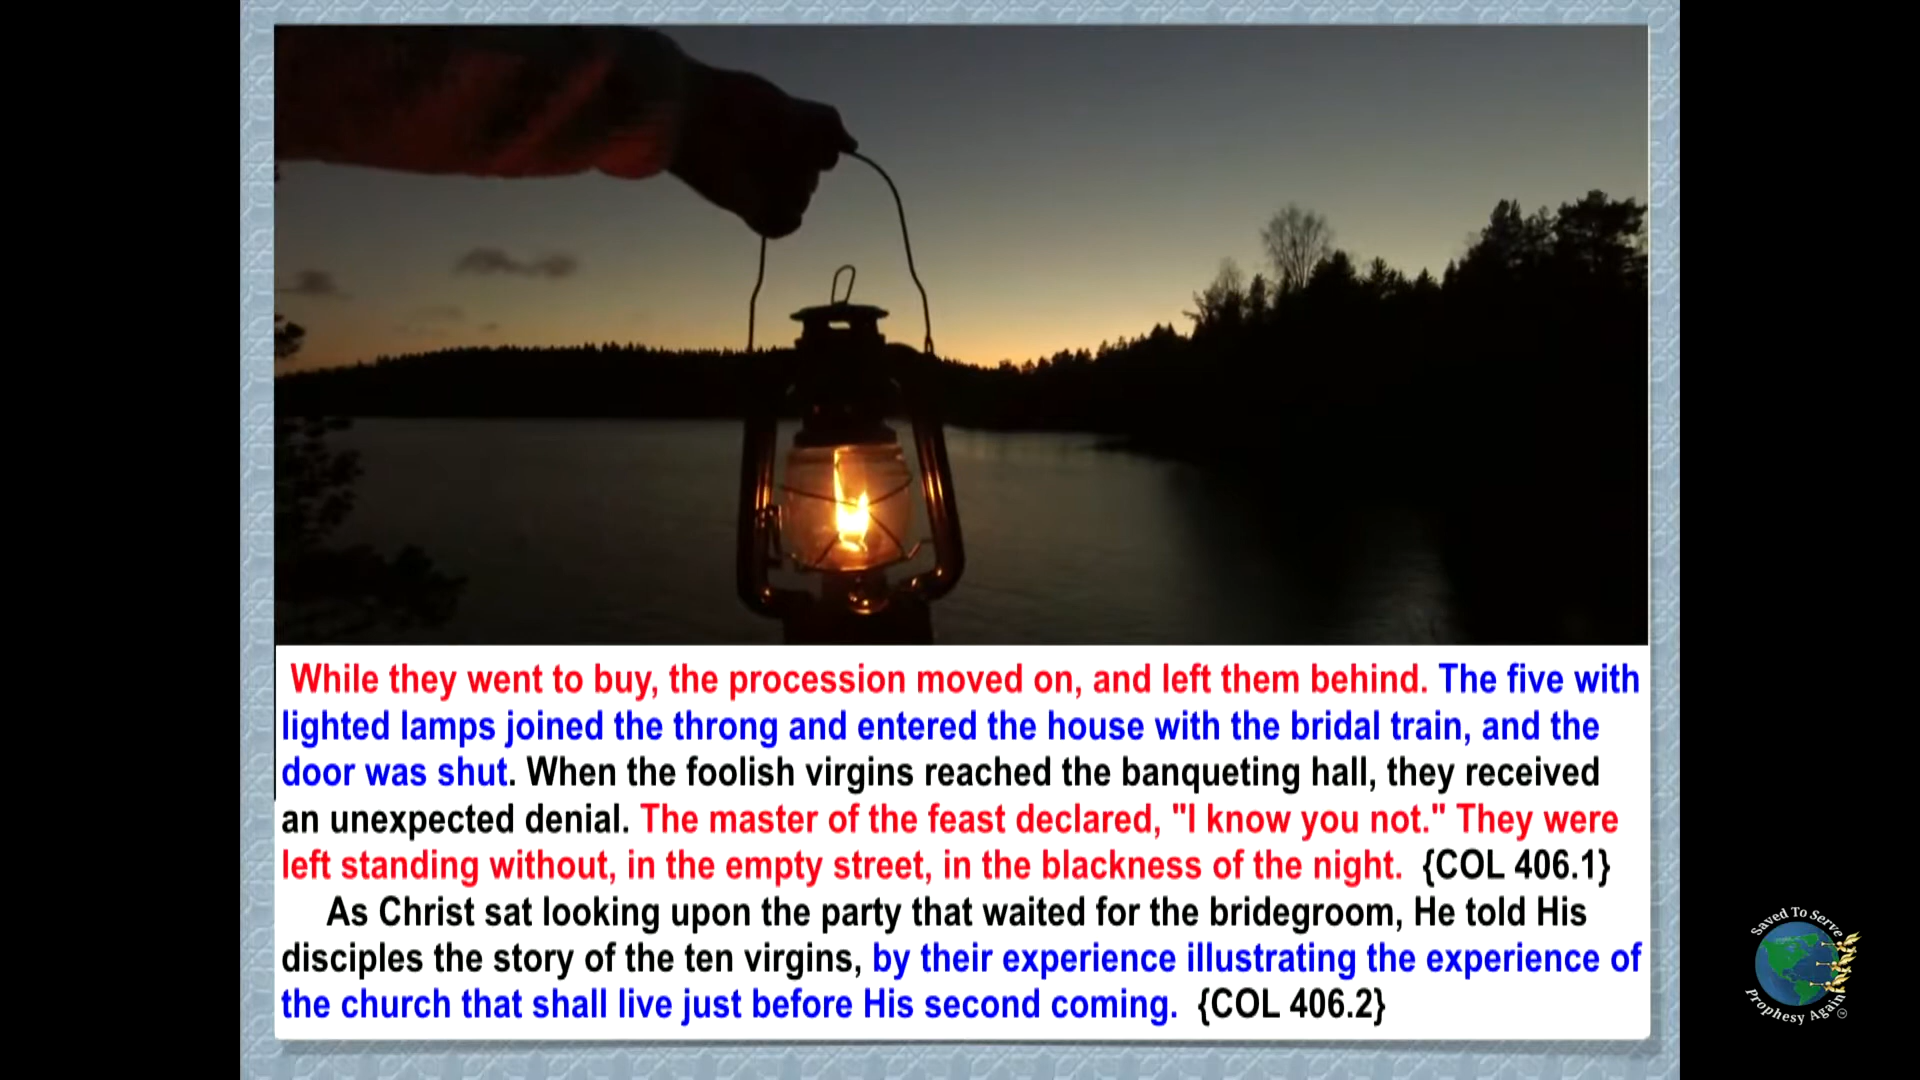 While they went to buy, the procession moved on, and left them behind. The five with
lighted lamps joined the throng and entered the house with the bridal train, and the
door was shut. When the foolish virgins reached the banqueting hall, they received
an unexpected denial. The master of the feast declared, "I know you not." They were
left standing without, in the empty street, in the blackness of the night. {COL 406.1}
As Christ sat looking upon the party that waited for the bridegroom, He told His
disciples the story of the ten virgins, by their experience illustrating the experience of
the church that shall live just before His second coming. {COL 406.2}
Saved To Serve
Prophesy Again